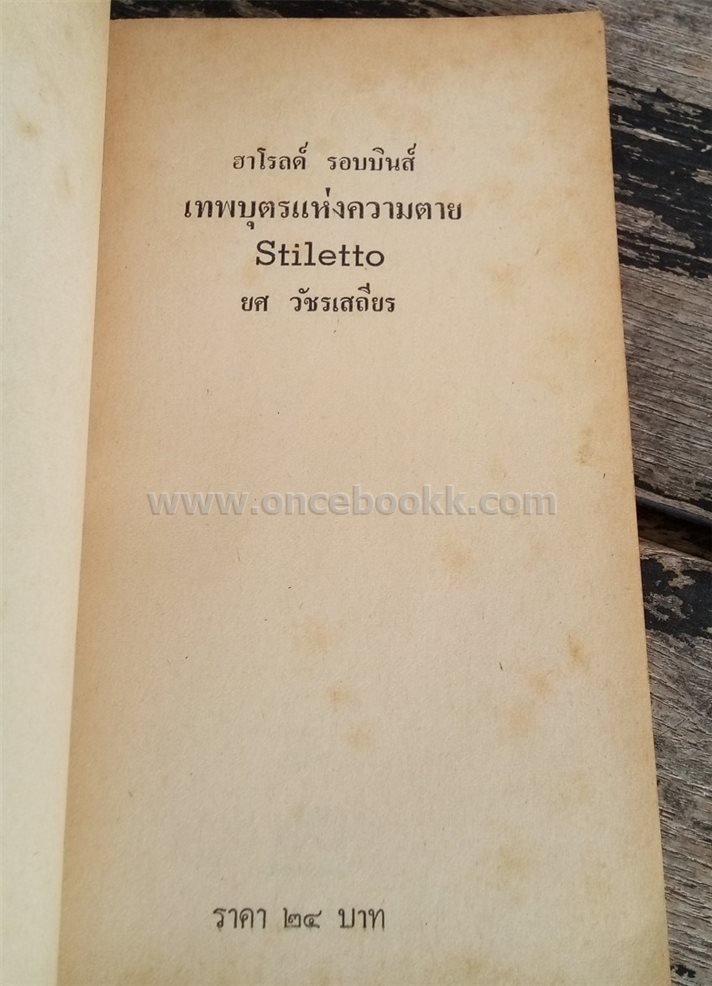 ฮาโรลด์ รอบบินส์
เทพบุตรแห่งความตาย
Stiletto
ยศ วัชรเสถียร
www.oncebookk.com
ราคา ๒๔ บาท